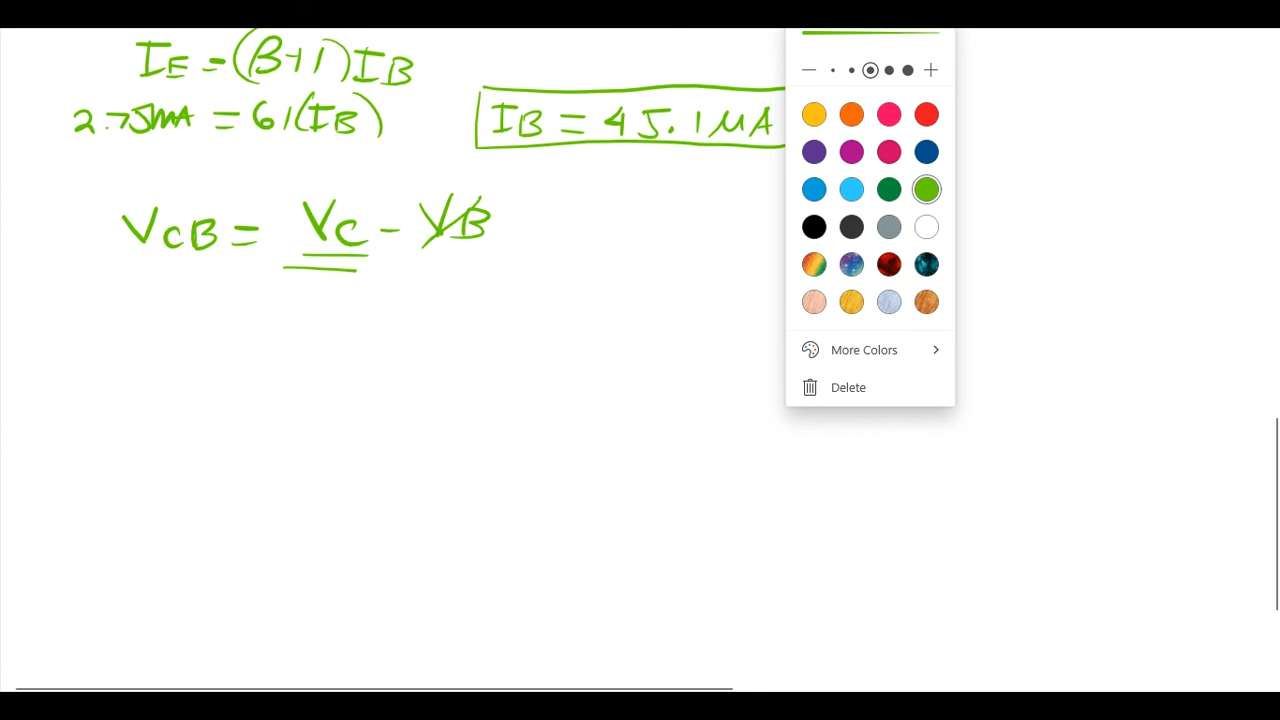 IE = (β+1)IB
2.75mA = 61(IB)
IB = 45.1μA
VCB = VC - VB
More Colors
Delete